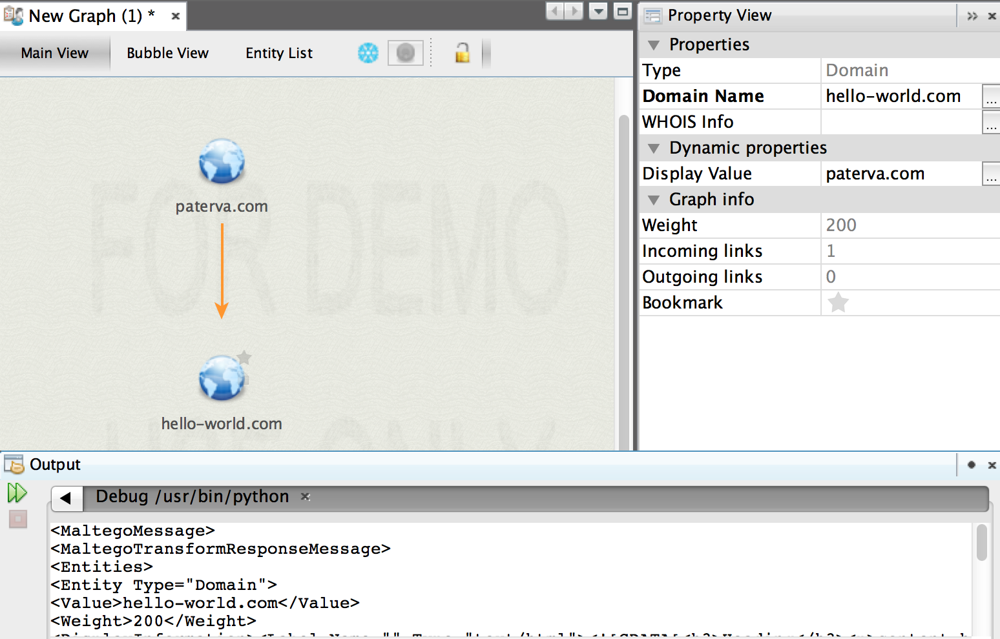 New Graph (1) *
Main View Bubble View Entity List
FOR DEMO
paterva.com
hello-world.com
Property View
Properties
Type Domain
Domain Name hello-world.com ...
WHOIS Info ...
Dynamic properties
Display Value paterva.com ...
Graph info
Weight 200
Incoming links 1
Outgoing links 0
Bookmark
Output
Debug /usr/bin/python
<MaltegoMessage>
<MaltegoTransformResponseMessage>
<Entities>
<Entity Type="Domain">
<Value>hello-world.com</Value>
<Weight>200</Weight>